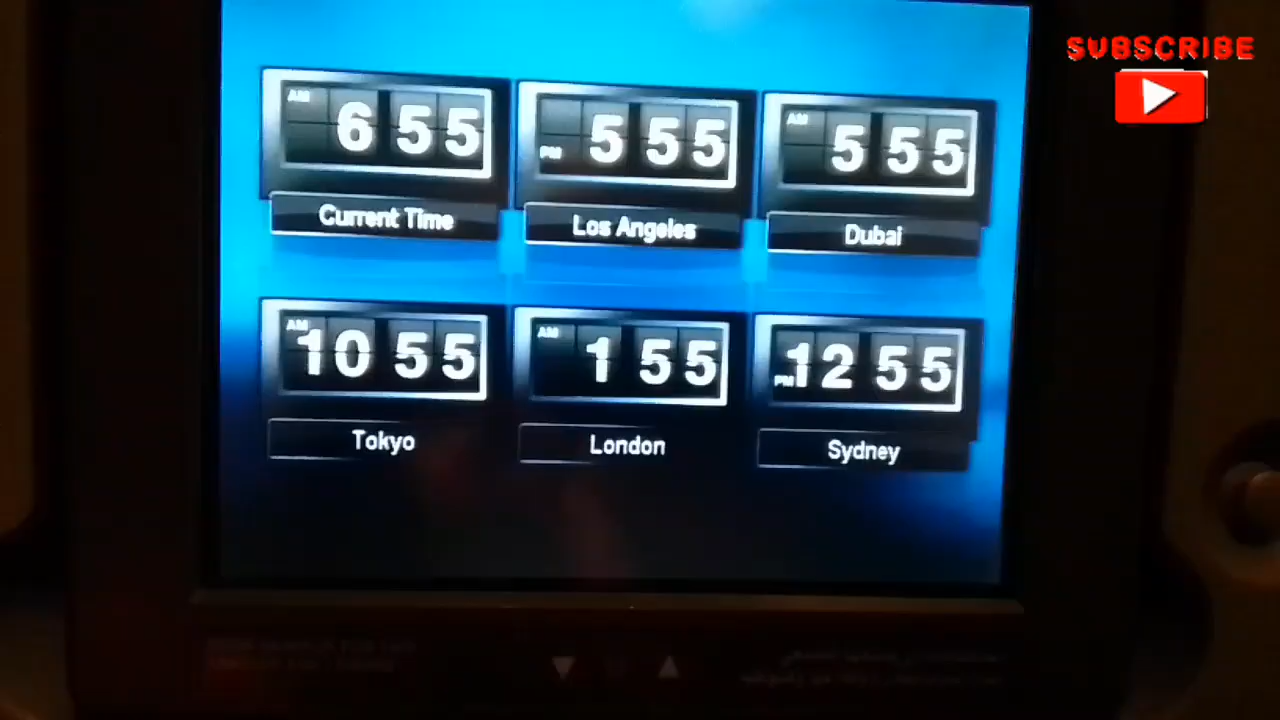 SUBSCRIBE
AM 6 55
Current Time
PM 5 55
Los Angeles
AM 5 55
Dubai
AM 10 55
Tokyo
AM 1 55
London
PM 12 55
Sydney